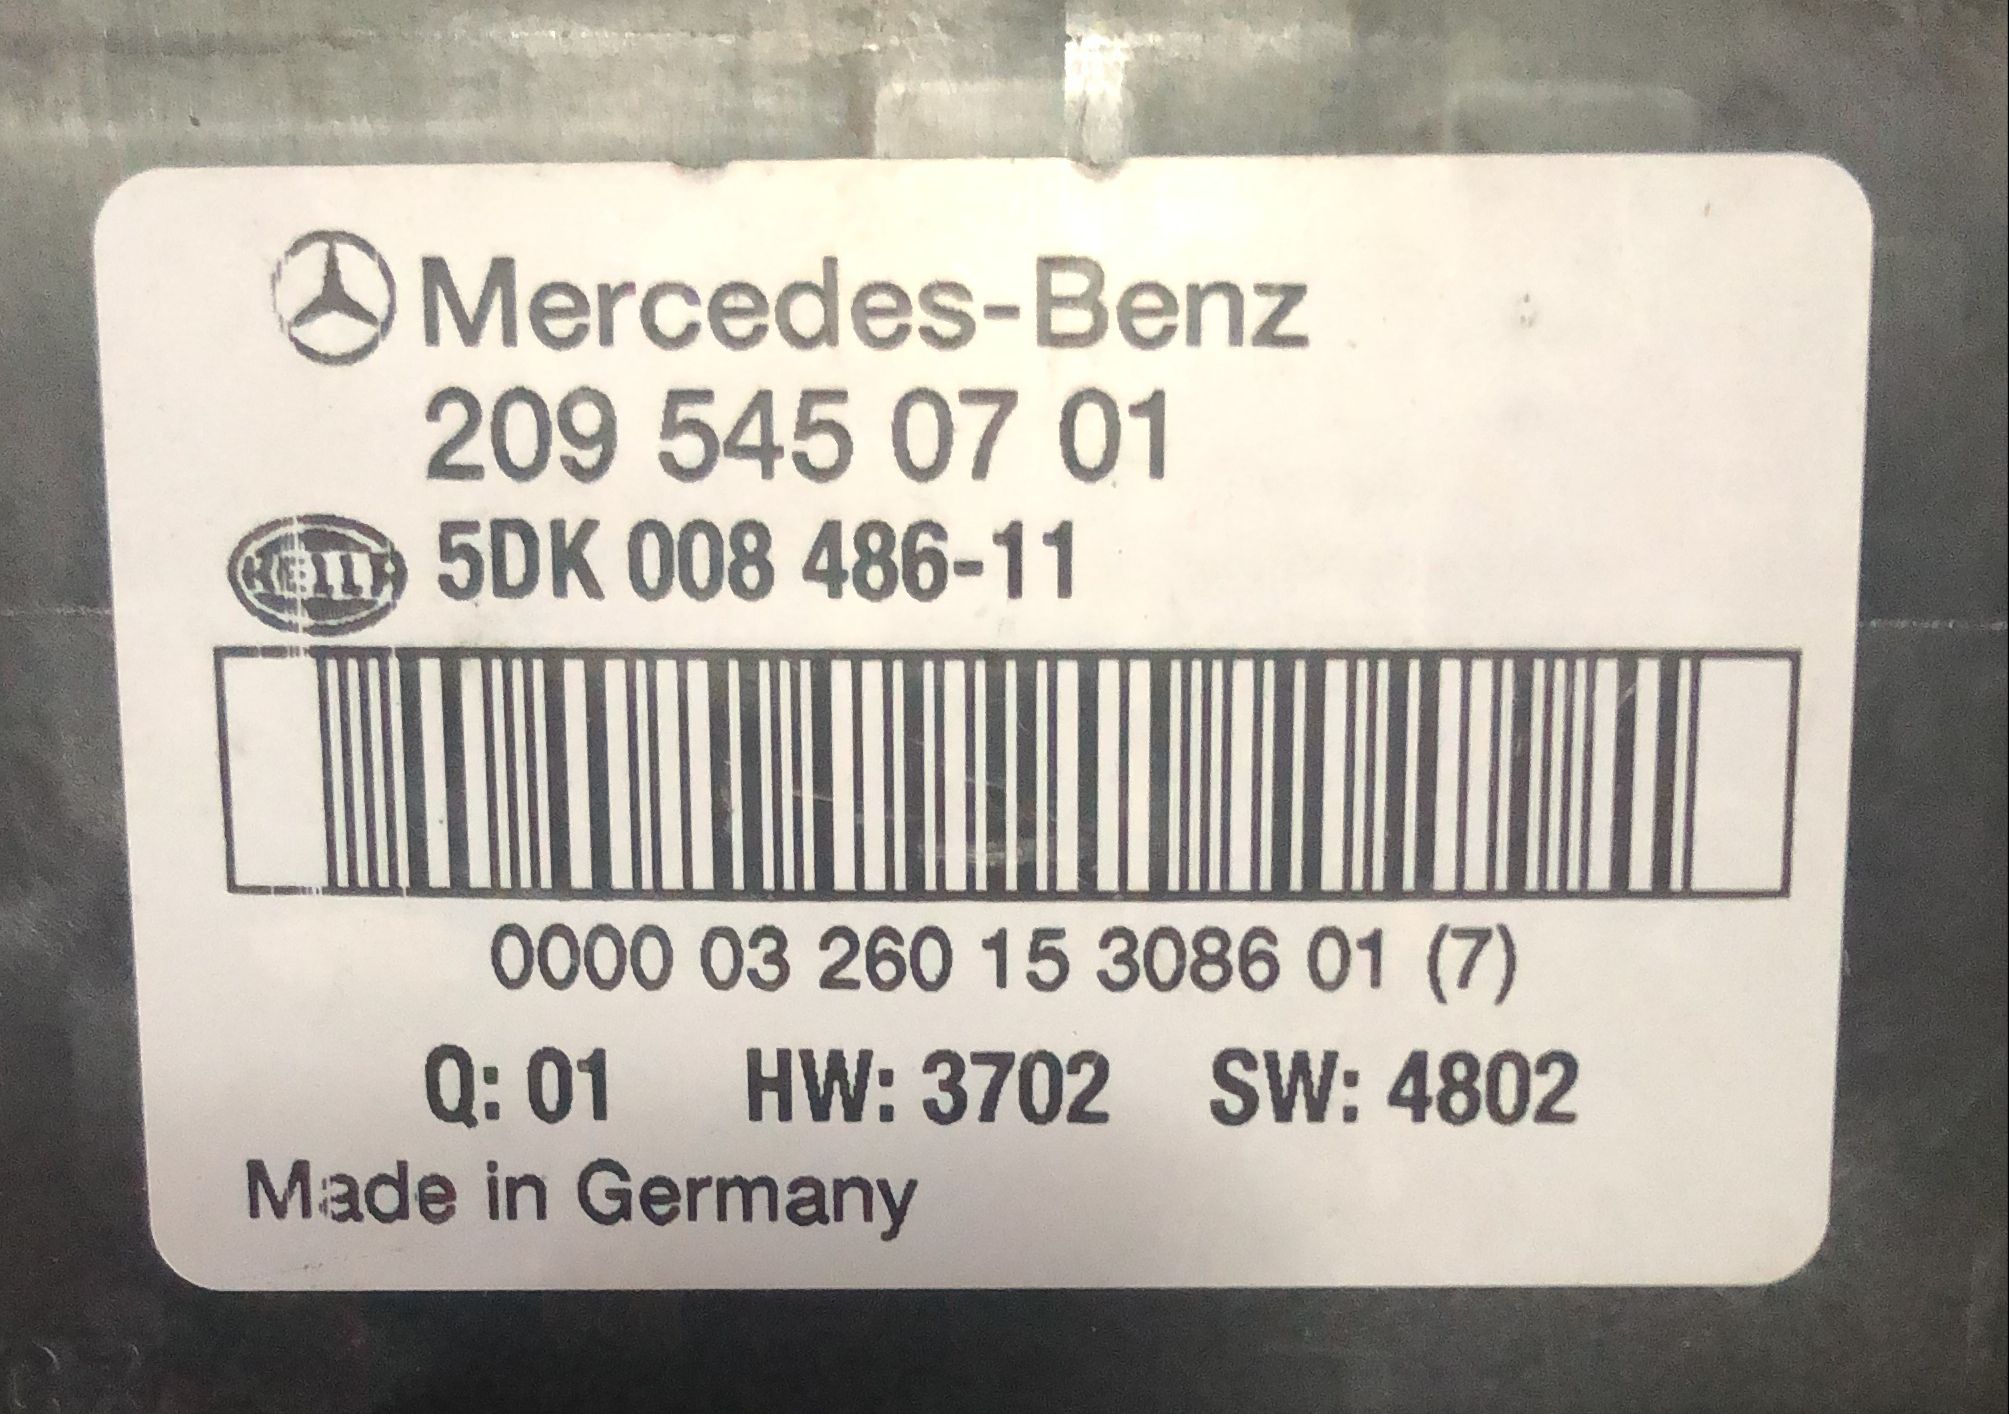 Mercedes-Benz
209 545 07 01
HELLA 5DK 008 486-11
0000 03 260 15 3086 01 (7)
Q: 01 HW: 3702 SW: 4802
Made in Germany